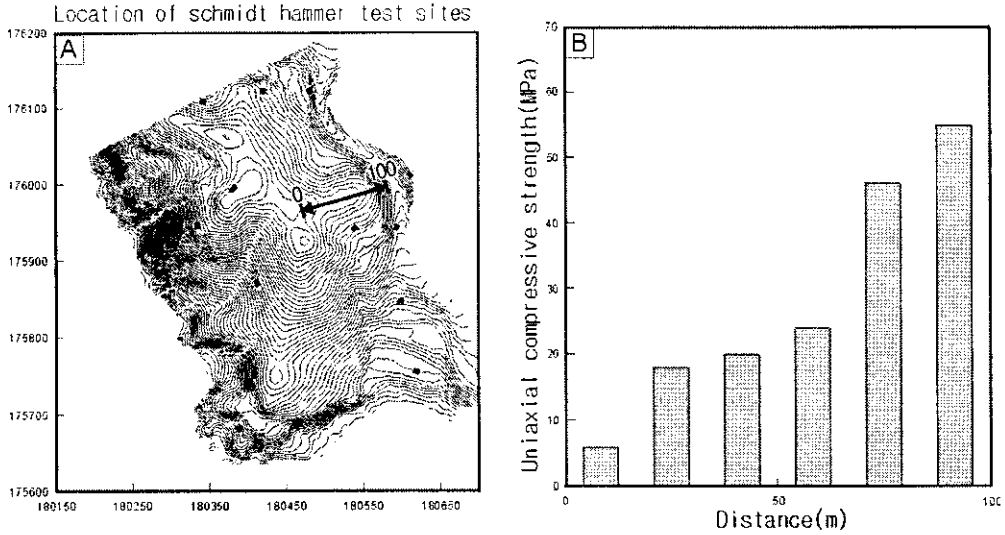 Location of schmidt hammer test sites
A
176200
176100
176000
175900
175800
175700
175600
180150 180250 180350 180450 180550 180650
0
100
B
Uniaxial compressive strength(MPa)
70
60
50
40
30
20
10
0
0 50 100
Distance(m)